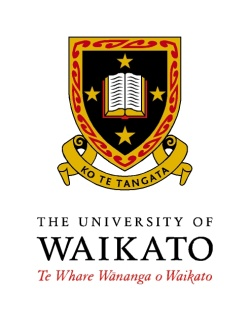 KO TE TANGATA
THE UNIVERSITY OF
WAIKATO
Te Whare Wānanga o Waikato